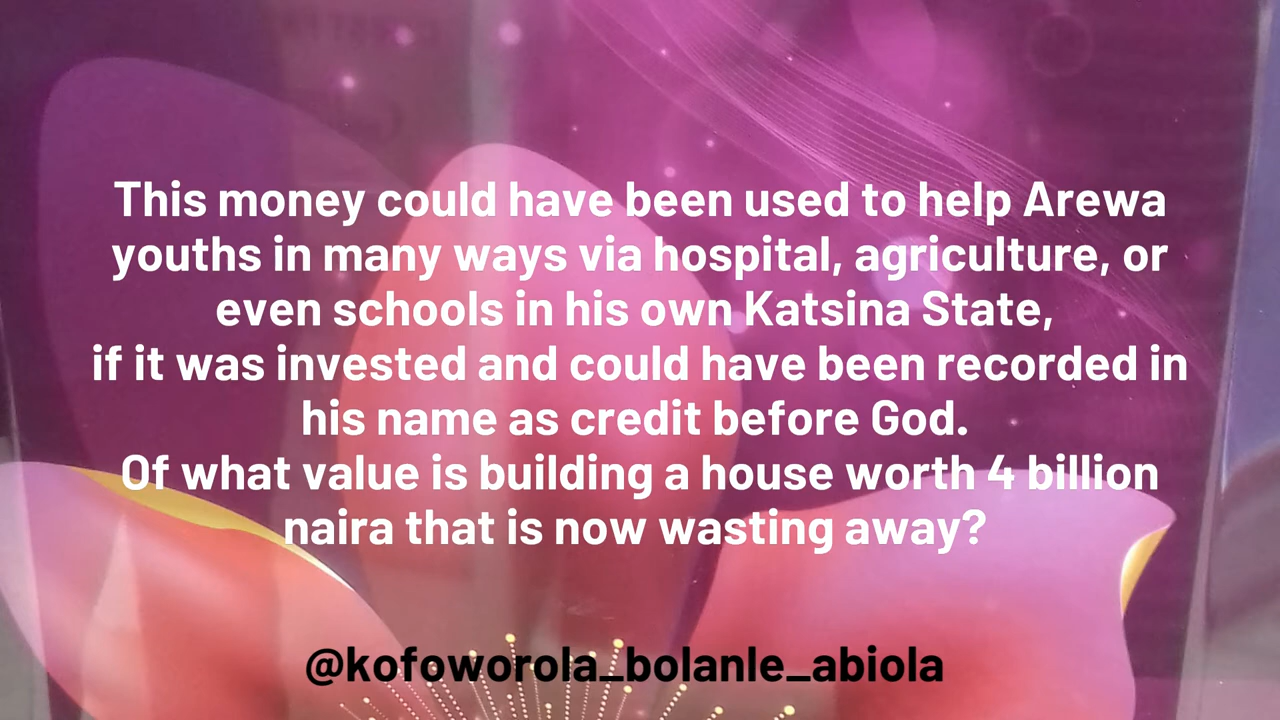 This money could have been used to help Arewa
youths in many ways via hospital, agriculture, or
even schools in his own Katsina State,
if it was invested and could have been recorded in
his name as credit before God.
Of what value is building a house worth 4 billion
naira that is now wasting away?
@kofoworola_bolanle_abiola